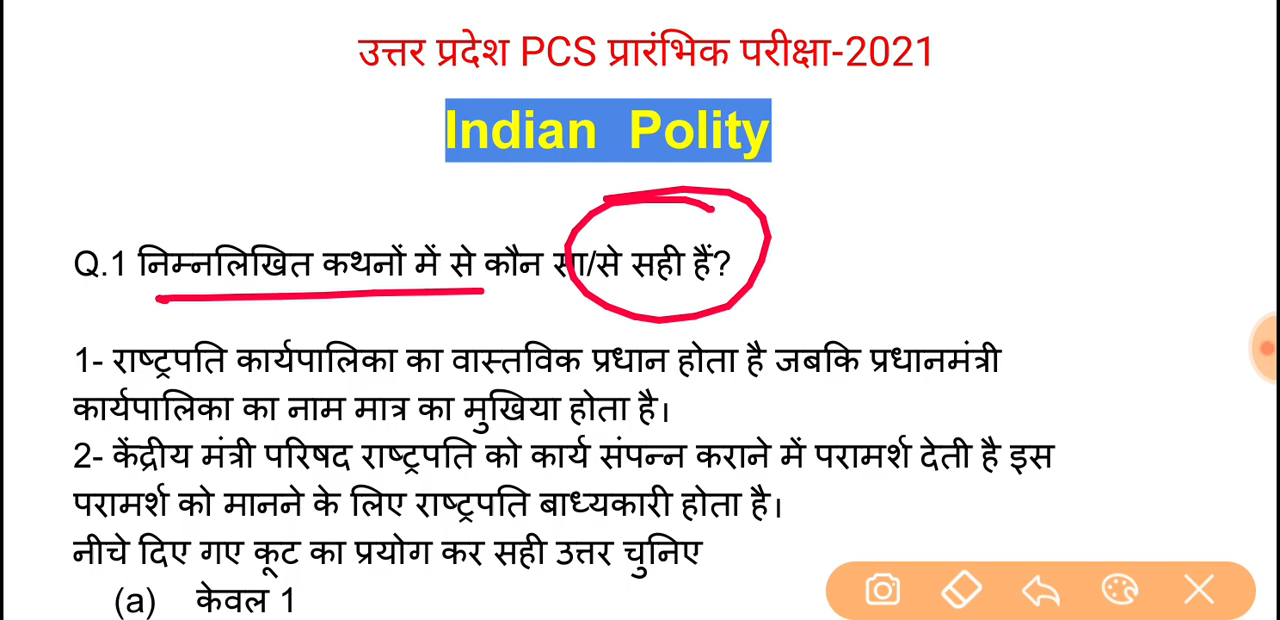 उत्तर प्रदेश PCS प्रारंभिक परीक्षा-2021
Indian Polity
Q.1 निम्नलिखित कथनों में से कौन सा/से सही हैं?
1- राष्ट्रपति कार्यपालिका का वास्तविक प्रधान होता है जबकि प्रधानमंत्री
कार्यपालिका का नाम मात्र का मुखिया होता है।
2- केंद्रीय मंत्री परिषद राष्ट्रपति को कार्य संपन्न कराने में परामर्श देती है इस
परामर्श को मानने के लिए राष्ट्रपति बाध्यकारी होता है।
नीचे दिए गए कूट का प्रयोग कर सही उत्तर चुनिए
(a) केवल 1